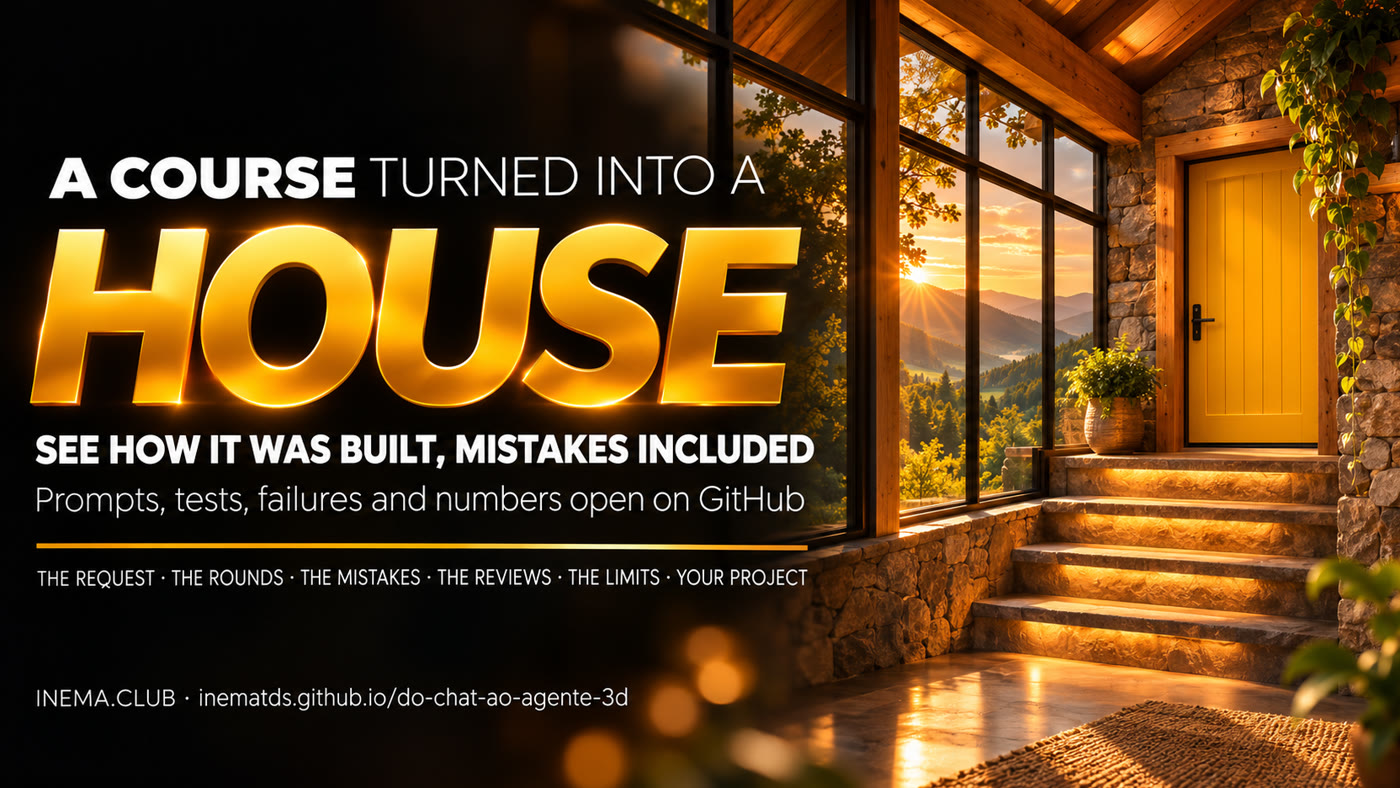 A COURSE TURNED INTO A
HOUSE
SEE HOW IT WAS BUILT, MISTAKES INCLUDED
Prompts, tests, failures and numbers open on GitHub
THE REQUEST · THE ROUNDS · THE MISTAKES · THE REVIEWS · THE LIMITS · YOUR PROJECT
INEMA.CLUB · inematds.github.io/do-chat-ao-agente-3d